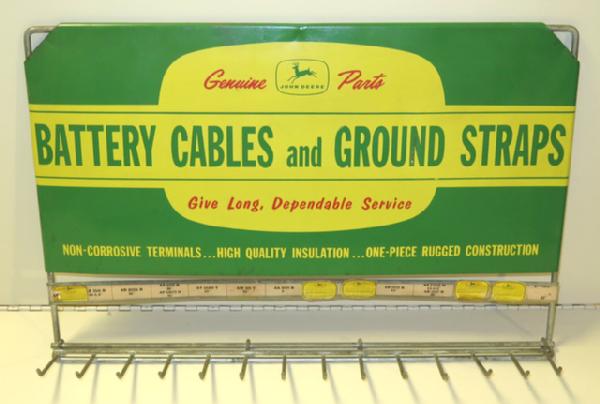 Genuine JOHN DEERE Parts
BATTERY CABLES and GROUND STRAPS
Give Long, Dependable Service
NON-CORROSIVE TERMINALS...HIGH QUALITY INSULATION...ONE-PIECE RUGGED CONSTRUCTION